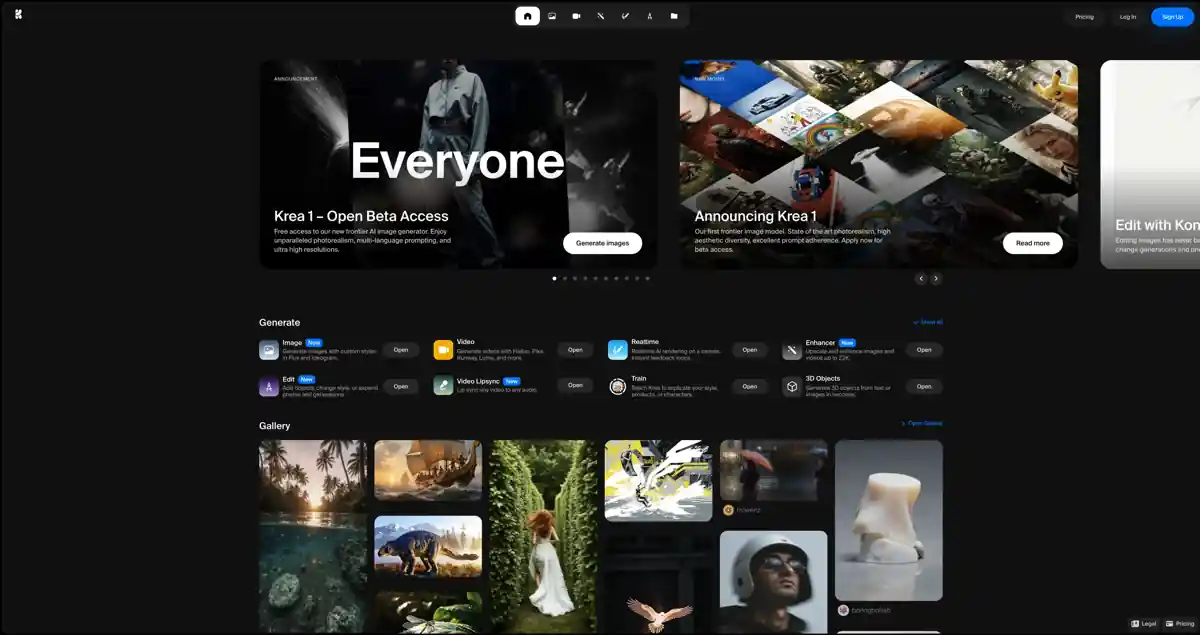 Pricing
Log In
Sign Up
ANNOUNCEMENT
Everyone
Krea 1 – Open Beta Access
Free access to our new frontier AI image generator. Enjoy
unparalleled photorealism, multi-language prompting, and
ultra high resolutions.
Generate images
NEW MODEL
Announcing Krea 1
Our first frontier image model. State of the art photorealism, high
aesthetic diversity, excellent prompt adherence. Apply now for
beta access.
Read more
Edit with Kon
Editing images has never b
change generations and pre
Generate
Show all
Image New
Generate images with custom styles
in Flux and Ideogram.
Open
Video
Generate videos with Hailuo, Pika,
Runway, Luma, and more.
Open
Realtime
Realtime AI rendering on a canvas.
Instant feedback loops.
Open
Enhancer New
Upscale and enhance images and
videos up to 22K.
Open
Edit New
Add objects, change style, or expand
photos and generations.
Open
Video Lipsync New
Lip sync any video to any audio.
Open
Train
Teach Krea to replicate your style,
products, or characters.
Open
3D Objects
Generate 3D objects from text or
images in seconds.
Open
Gallery
Open Gallery
Legal
Pricing